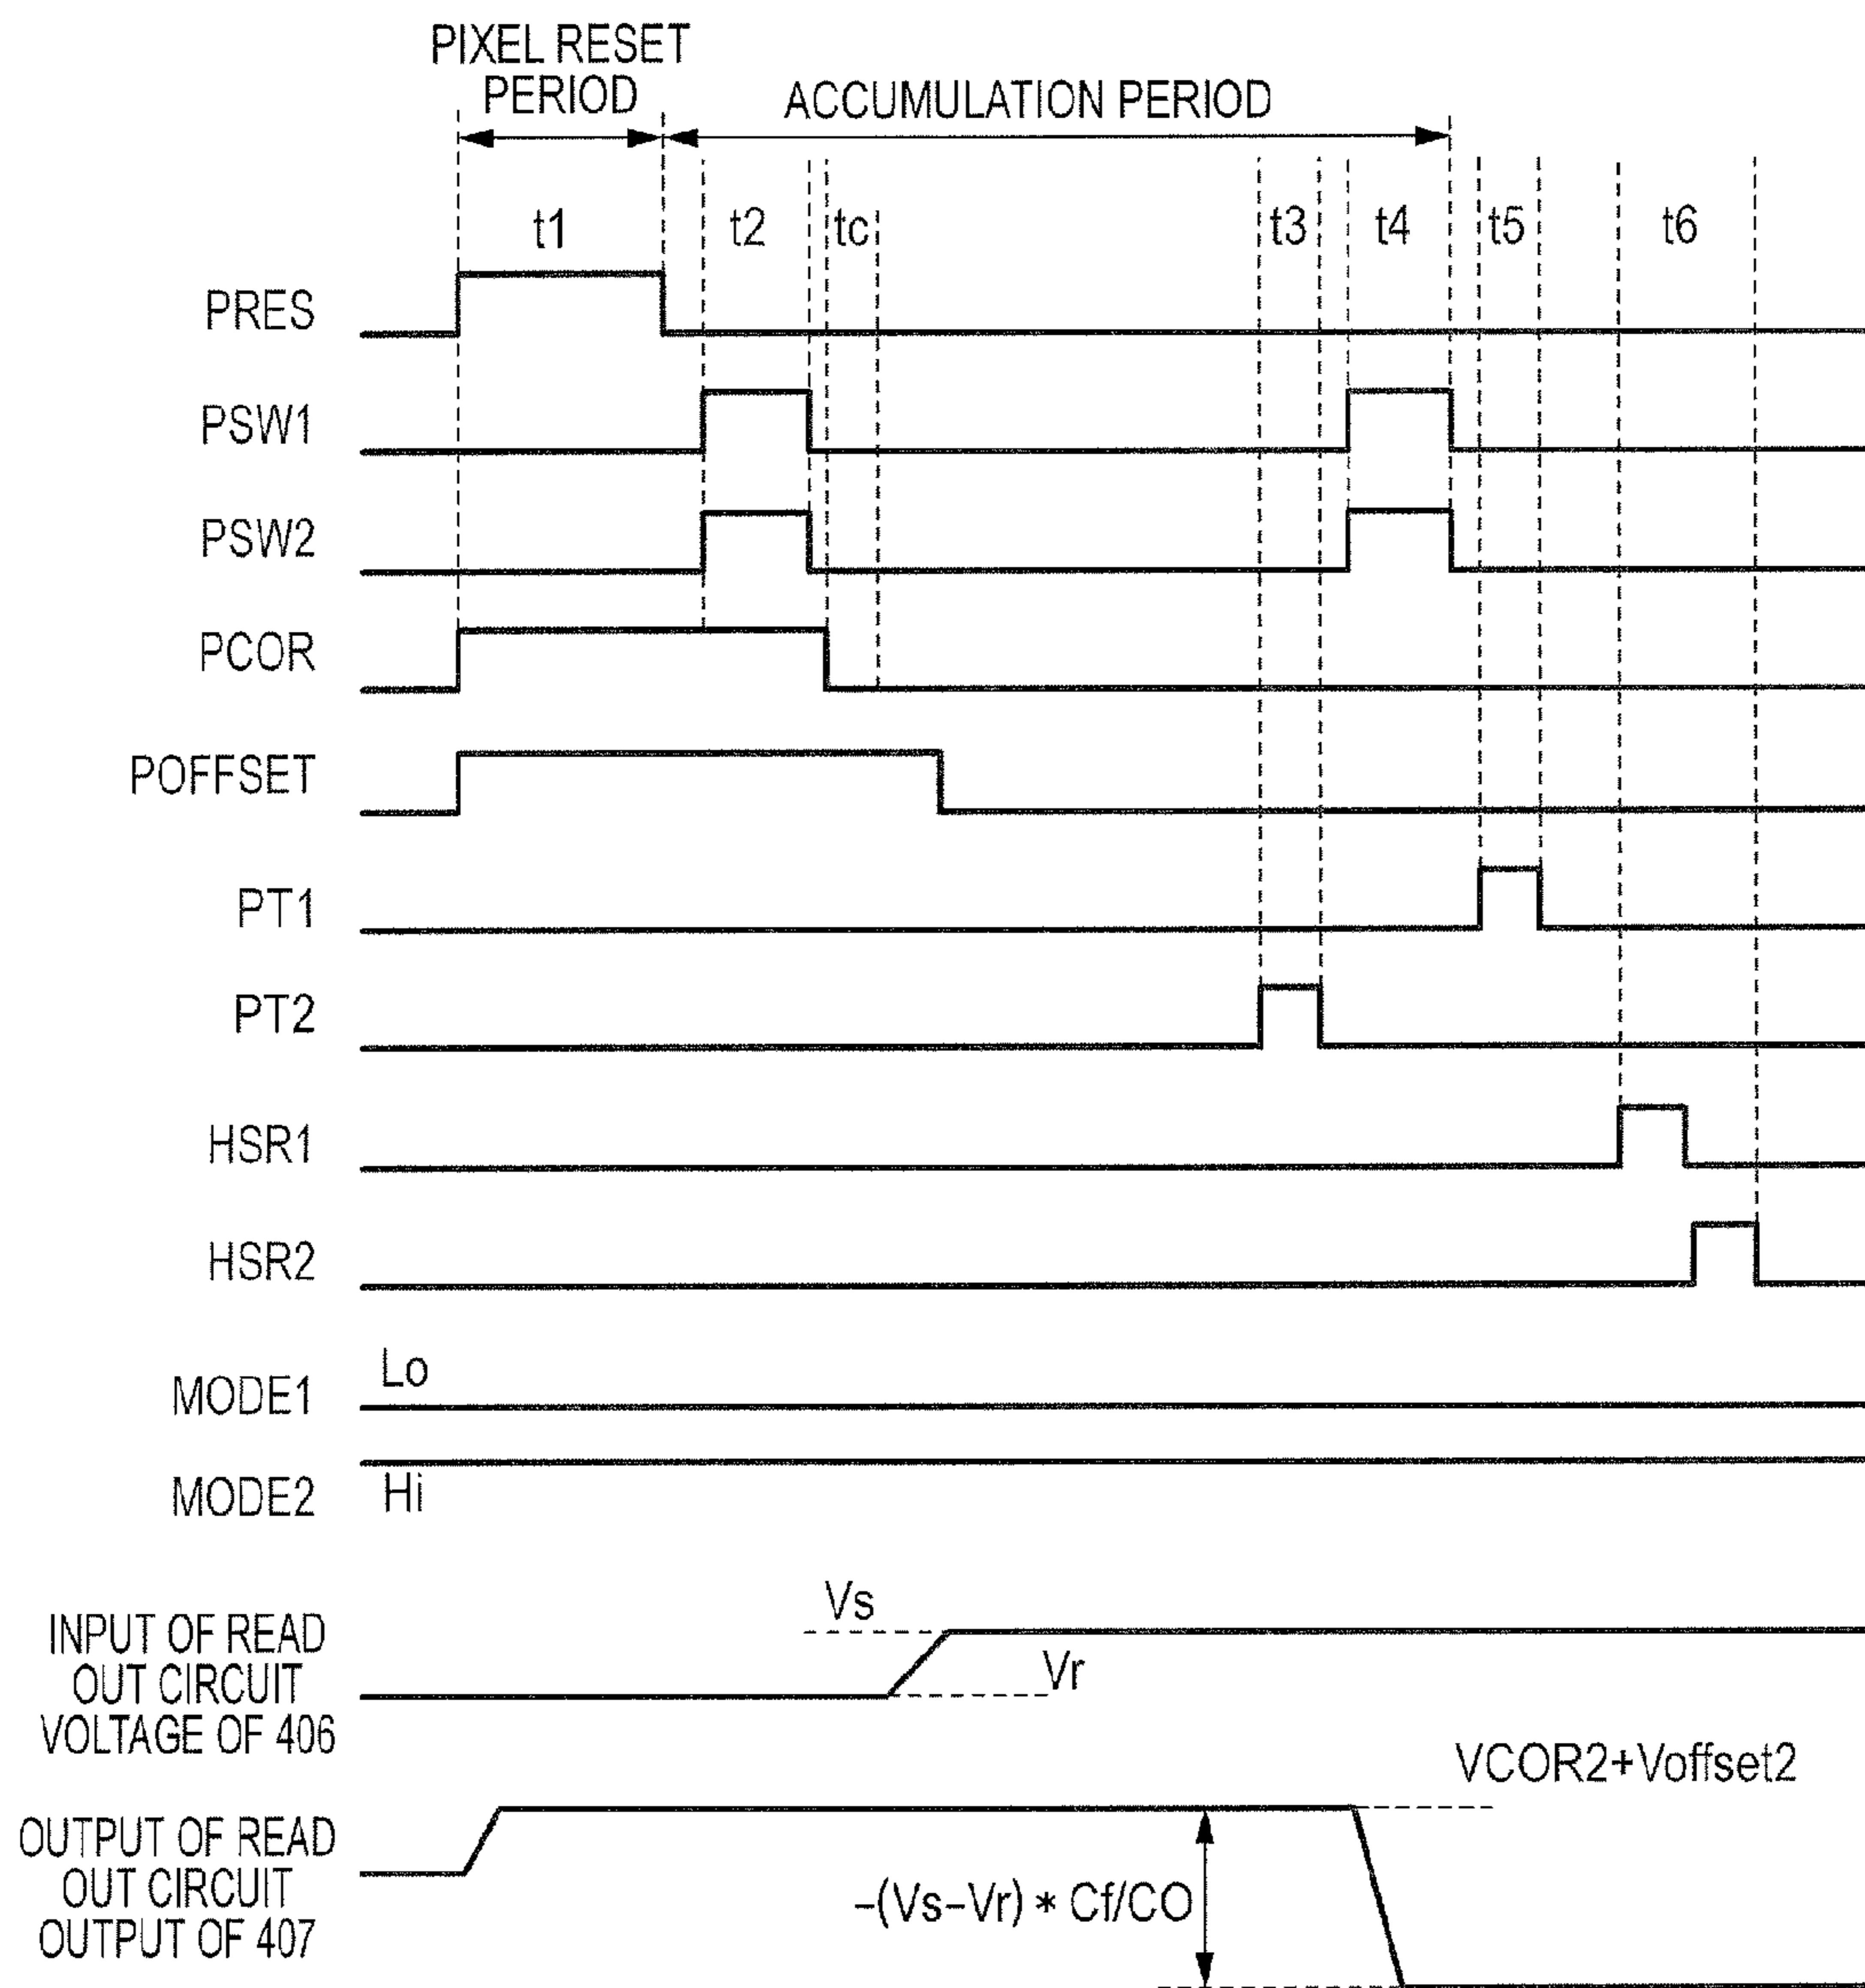 PIXEL RESET
PERIOD
ACCUMULATION PERIOD
t1
t2
tc
t3
t4
t5
t6
PRES
PSW1
PSW2
PCOR
POFFSET
PT1
PT2
HSR1
HSR2
MODE1
Lo
MODE2
Hi
INPUT OF READ
OUT CIRCUIT
VOLTAGE OF 406
Vs
Vr
OUTPUT OF READ
OUT CIRCUIT
OUTPUT OF 407
VCOR2+Voffset2
-(Vs-Vr) * Cf/CO